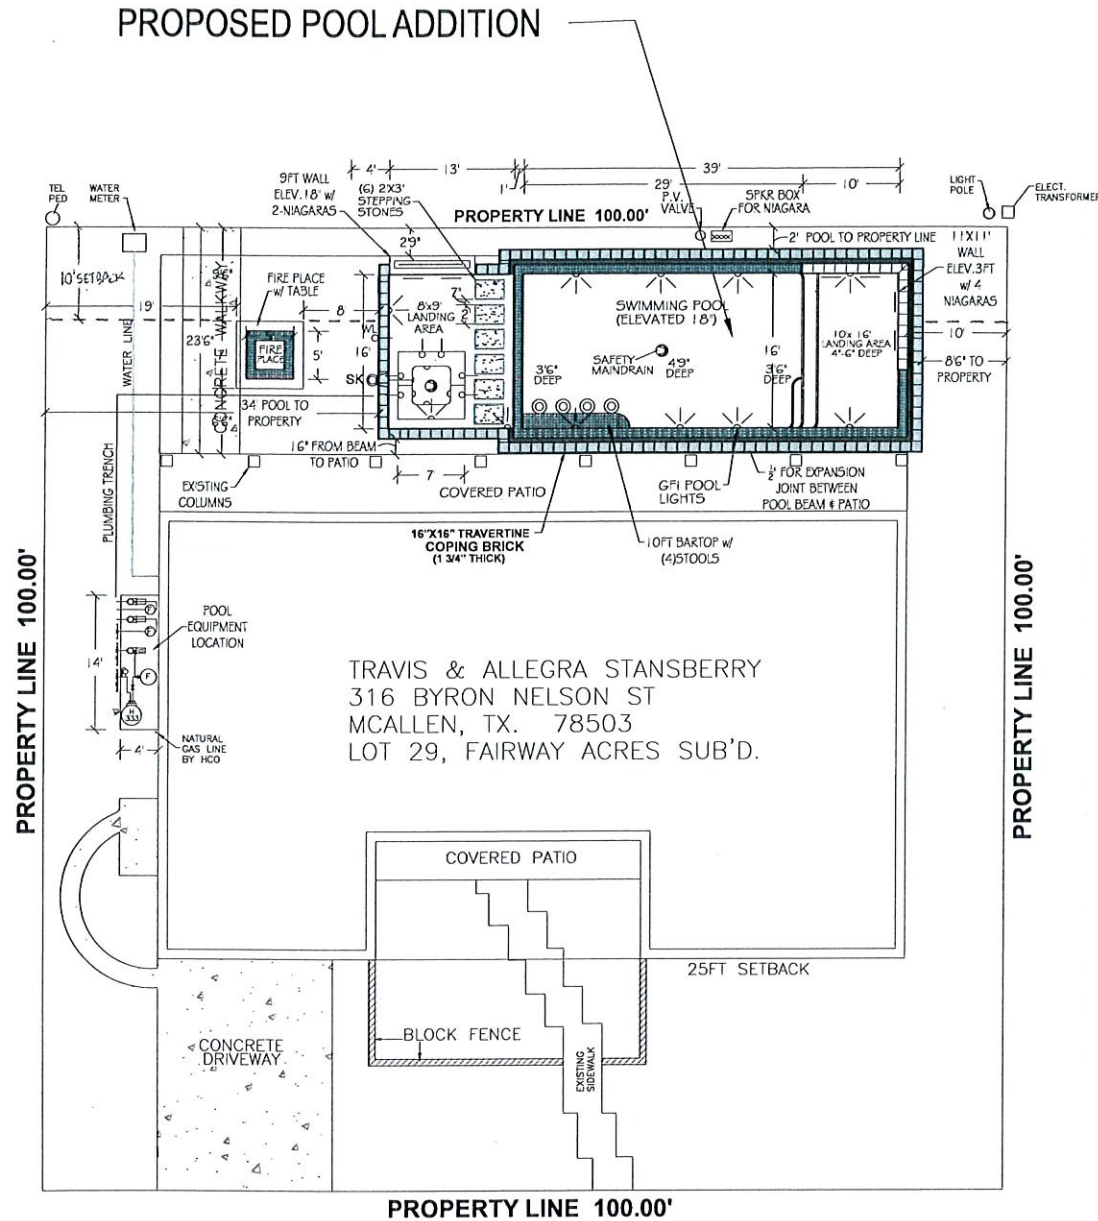 PROPOSED POOL ADDITION
4'
13'
39'
1'
29'
10'
9FT WALL
ELEV.18" w/
2-NIAGARAS
(6) 2X3'
STEPPING
STONES
P.V.
VALVE
SPKR BOX
FOR NIAGARA
TEL
PED
WATER
METER
LIGHT
POLE
ELECT.
TRANSFORMER
PROPERTY LINE 100.00'
29"
2' POOL TO PROPERTY LINE
11X11'
WALL
ELEV.3FT
w/ 4
NIAGARAS
10' SETBACK
19'
CONCRETE WALKWAY
FIRE PLACE
w/ TABLE
8'
7"
2'
8'x9'
LANDING
AREA
SWIMMING POOL
(ELEVATED 18")
10x 16'
LANDING AREA
4"-6" DEEP
10'
WATER LINE
23'6"
FIRE
PLACE
5'
WL
16'
SK
SAFETY
MAINDRAIN
3'6"
DEEP
4'9"
DEEP
16'
3'6"
DEEP
8'6" TO
PROPERTY
34 POOL TO
PROPERTY
16" FROM BEAM
TO PATIO
7'
EXISTING
COLUMNS
COVERED PATIO
GFI POOL
LIGHTS
1/2" FOR EXPANSION
JOINT BETWEEN
POOL BEAM & PATIO
PLUMBING TRENCH
16"X16" TRAVERTINE
COPING BRICK
(1 3/4" THICK)
10FT BARTOP w/
(4)STOOLS
PROPERTY LINE 100.00'
PROPERTY LINE 100.00'
14'
POOL
EQUIPMENT
LOCATION
F
H
333
4'
NATURAL
GAS LINE
BY HCO
TRAVIS & ALLEGRA STANSBERRY
316 BYRON NELSON ST
MCALLEN, TX. 78503
LOT 29, FAIRWAY ACRES SUB'D.
COVERED PATIO
25FT SETBACK
BLOCK FENCE
CONCRETE
DRIVEWAY
EXISTING
SIDEWALK
PROPERTY LINE 100.00'